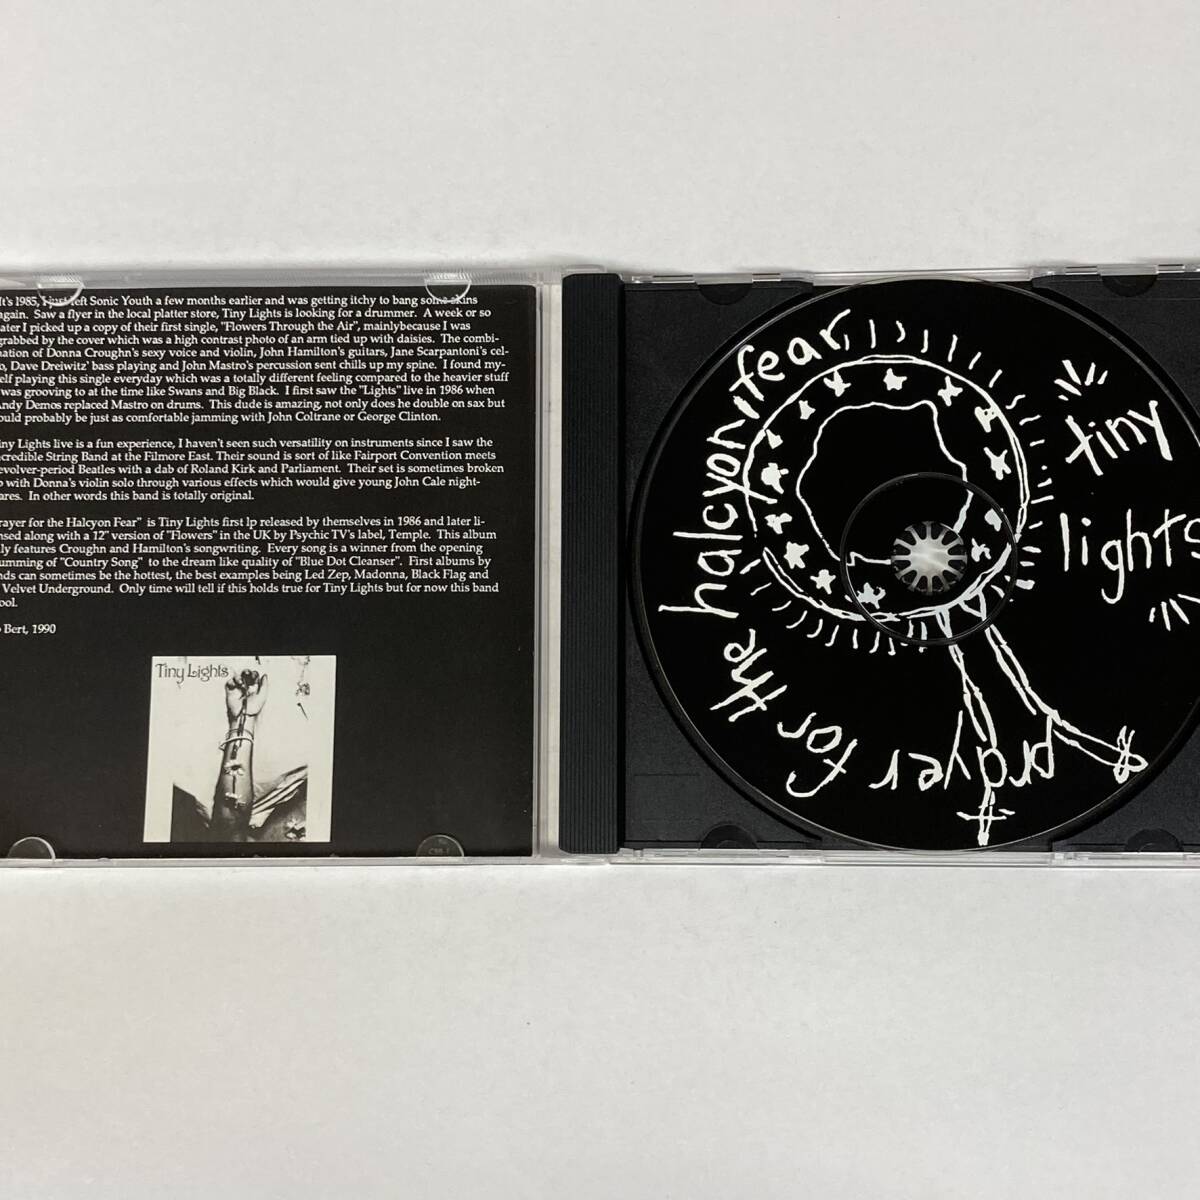 It's 1985, I just left Sonic Youth a few months earlier and was getting itchy to bang some skins
again. Saw a flyer in the local platter store, Tiny Lights is looking for a drummer. A week or so
later I picked up a copy of their first single, "Flowers Through the Air", mainlybecause I was
grabbed by the cover which was a high contrast photo of an arm tied up with daisies. The combi-
nation of Donna Croughn's sexy voice and violin, John Hamilton's guitars, Jane Scarpantoni's cel-
o, Dave Dreiwitz' bass playing and John Mastro's percussion sent chills up my spine. I found my-
elf playing this single everyday which was a totally different feeling compared to the heavier stuff
was grooving to at the time like Swans and Big Black. I first saw the "Lights" live in 1986 when
Andy Demos replaced Mastro on drums. This dude is amazing, not only does he double on sax but
ould probably be just as comfortable jamming with John Coltrane or George Clinton.
iny Lights live is a fun experience, I haven't seen such versatility on instruments since I saw the
ncredible String Band at the Filmore East. Their sound is sort of like Fairport Convention meets
evolver-period Beatles with a dab of Roland Kirk and Parliament. Their set is sometimes broken
p with Donna's violin solo through various effects which would give young John Cale night-
ares. In other words this band is totally original.
rayer for the Halcyon Fear" is Tiny Lights first lp released by themselves in 1986 and later li-
nsed along with a 12" version of "Flowers" in the UK by Psychic TV's label, Temple. This album
lly features Croughn and Hamilton's songwriting. Every song is a winner from the opening
umming of "Country Song" to the dream like quality of "Blue Dot Cleanser". First albums by
nds can sometimes be the hottest, the best examples being Led Zep, Madonna, Black Flag and
Velvet Underground. Only time will tell if this holds true for Tiny Lights but for now this band
ool.
Bert, 1990
Tiny Lights
prayer for the halcyon fear
tiny
lights